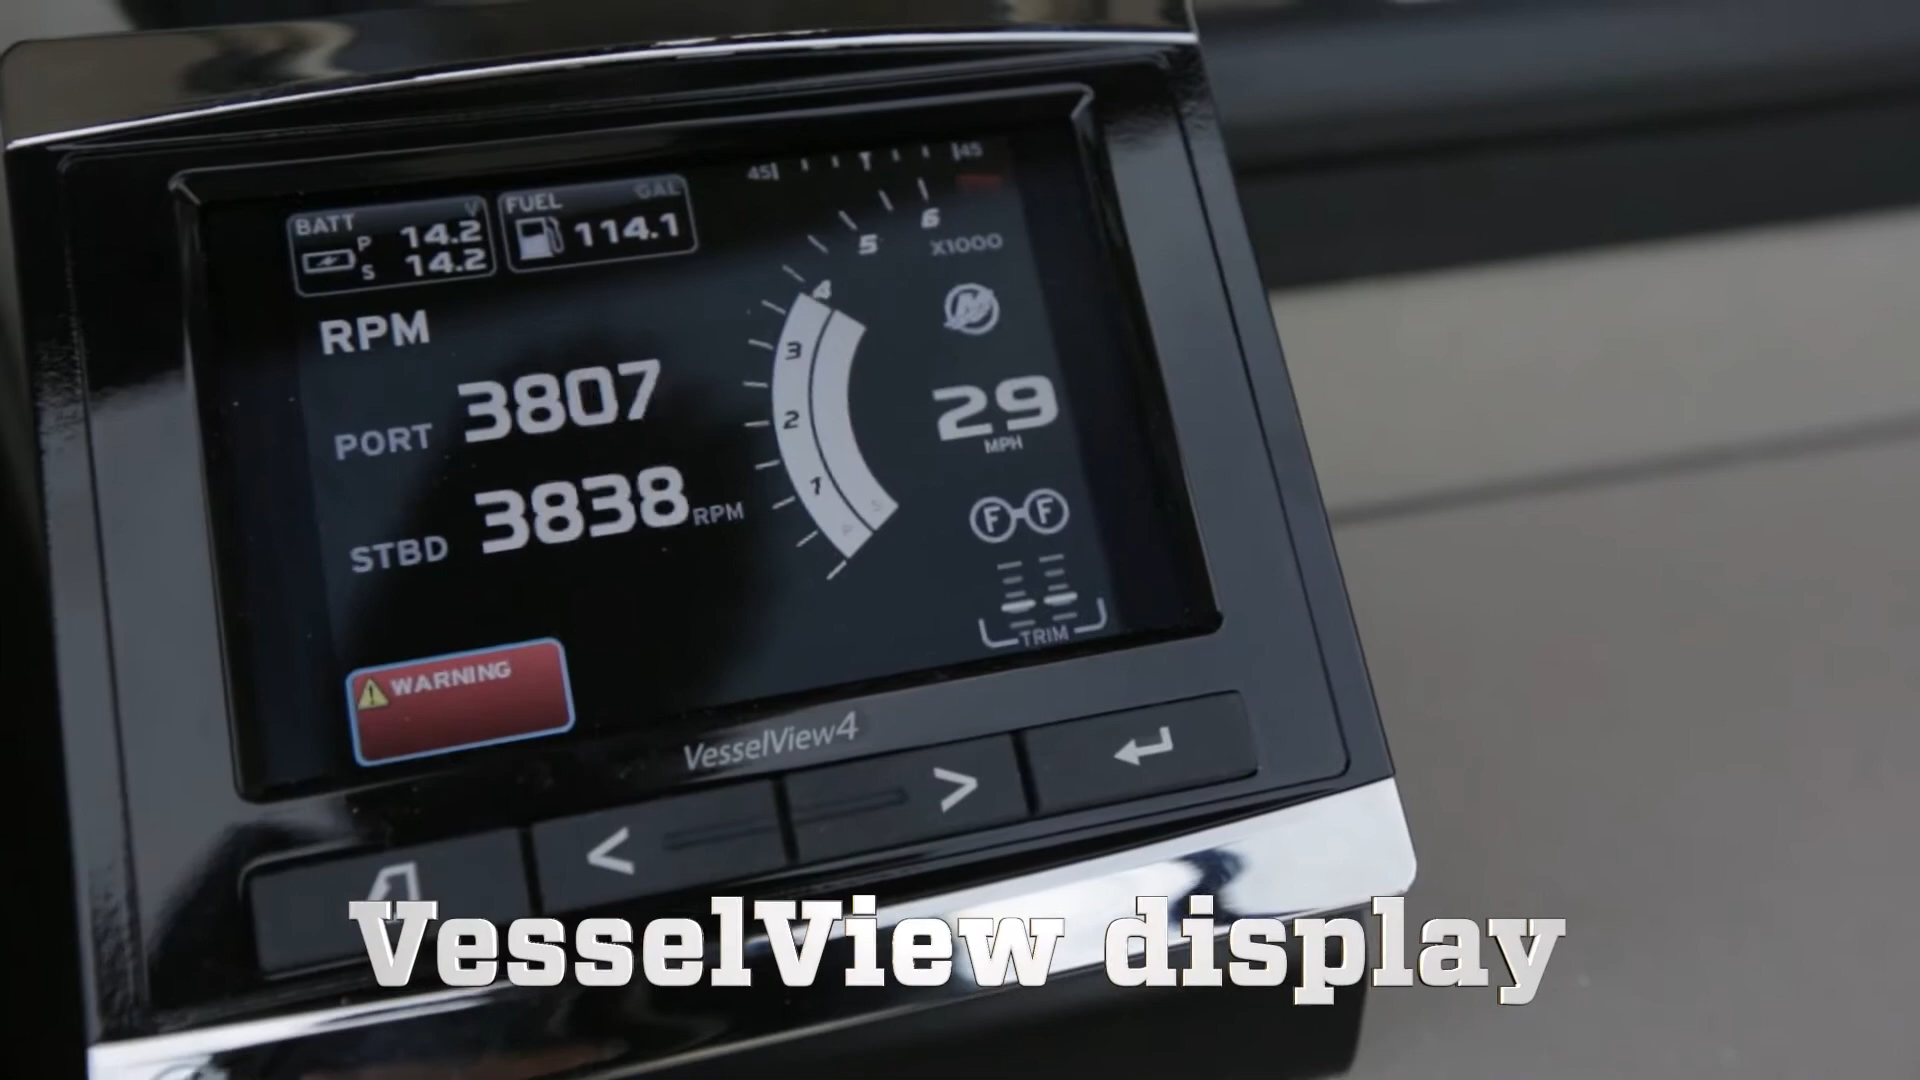 45 45
BATT V
P 14.2
S 14.2
FUEL GAL
114.1
6
5
X1000
4
RPM
3
PORT 3807
29
MPH
2
1
STBD 3838 RPM
F F
TRIM
WARNING
VesselView4
< >
VesselView display